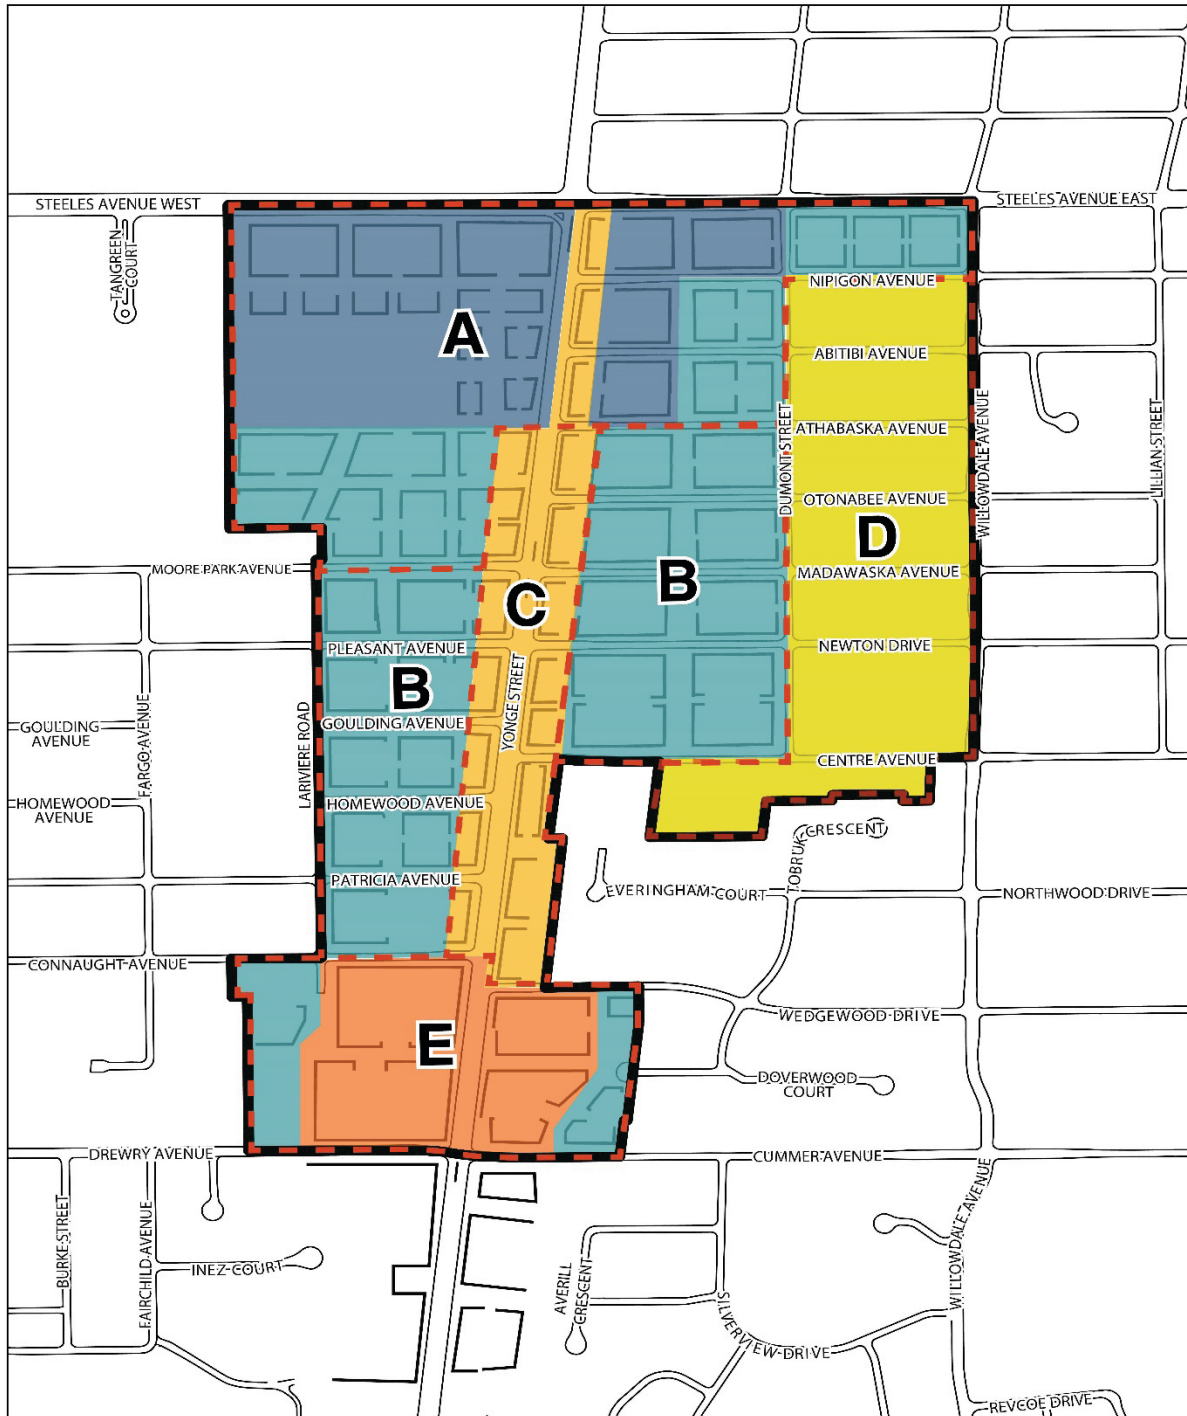 STEELES AVENUE WEST
STEELES AVENUE EAST
TANGREEN
COURT
NIPIGON AVENUE
A
ABITIBI AVENUE
DUMONT STREET
WILLOWDALE AVENUE
LILLIAN STREET
ATHABASKA AVENUE
OTONABEE AVENUE
D
MOORE PARK AVENUE
B
MADAWASKA AVENUE
C
PLEASANT AVENUE
NEWTON DRIVE
B
YONGE STREET
GOULDING
AVENUE
FARGO AVENUE
LARIVIERE ROAD
GOULDING AVENUE
CENTRE AVENUE
HOMEWOOD
AVENUE
HOMEWOOD AVENUE
TOBRUK CRESCENT
PATRICIA AVENUE
EVERINGHAM COURT
NORTHWOOD DRIVE
CONNAUGHT AVENUE
WEDGEWOOD DRIVE
E
DOVERWOOD
COURT
DREWRY AVENUE
CUMMER AVENUE
BURKE STREET
FAIRCHILD AVENUE
INEZ COURT
AVERILL
CRESCENT
WILLOWDALE AVENUE
SILVERVIEW DRIVE
REVCOE DRIVE